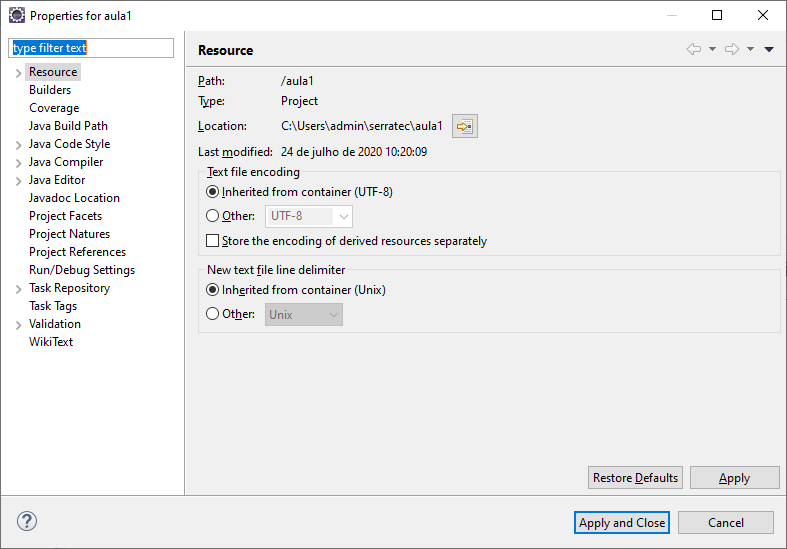 Properties for aula1
type filter text
Resource
Builders
Coverage
Java Build Path
Java Code Style
Java Compiler
Java Editor
Javadoc Location
Project Facets
Project Natures
Project References
Run/Debug Settings
Task Repository
Task Tags
Validation
WikiText
Resource
Path: /aula1
Type: Project
Location: C:\Users\admin\serratec\aula1
Last modified: 24 de julho de 2020 10:20:09
Text file encoding
Inherited from container (UTF-8)
Other: UTF-8
Store the encoding of derived resources separately
New text file line delimiter
Inherited from container (Unix)
Other: Unix
Restore Defaults Apply
? Apply and Close Cancel